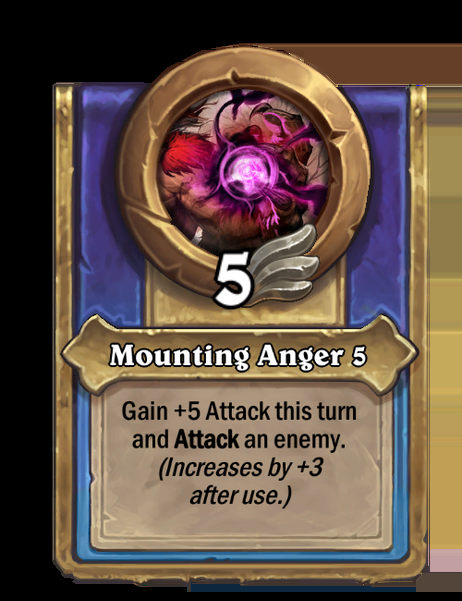 5
Mounting Anger 5
Gain +5 Attack this turn
and Attack an enemy.
(Increases by +3
after use.)